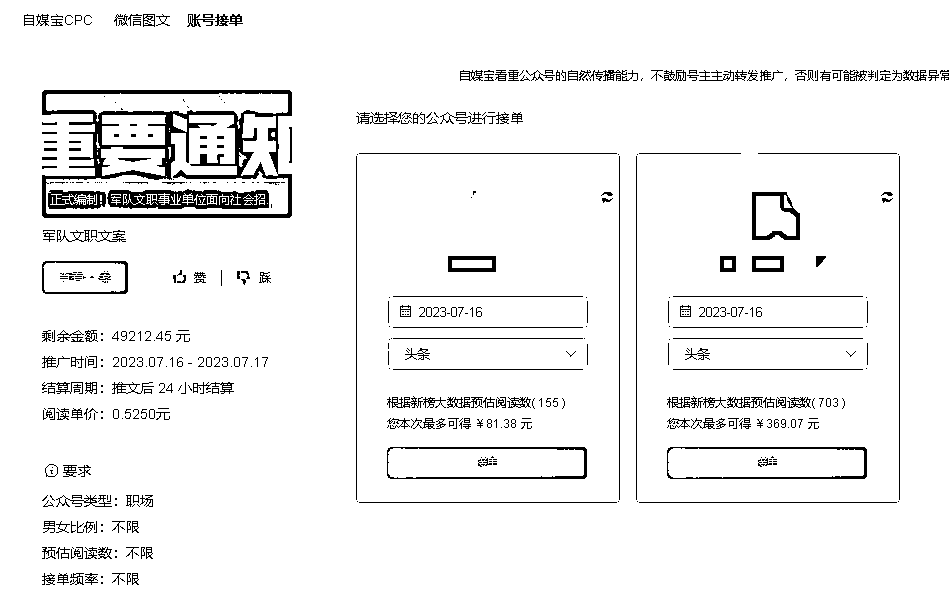 自媒宝CPC 微信图文 账号接单
自媒宝看重公众号的自然传播能力，不鼓励号主主动转发推广，否则有可能被判定为数据异常
重要通知
正式编制！军队文职事业单位面向社会招
军队文职文案
赞 | 踩
剩余金额：49212.45 元
推广时间：2023.07.16 - 2023.07.17
结算周期：推文后 24 小时结算
阅读单价：0.5250元
要求
公众号类型：职场
男女比例：不限
预估阅读数：不限
接单频率：不限
请选择您的公众号进行接单
2023-07-16
头条
根据新榜大数据预估阅读数( 155 )
您本次最多可得 ￥81.38 元
2023-07-16
头条
根据新榜大数据预估阅读数( 703 )
您本次最多可得 ￥369.07 元